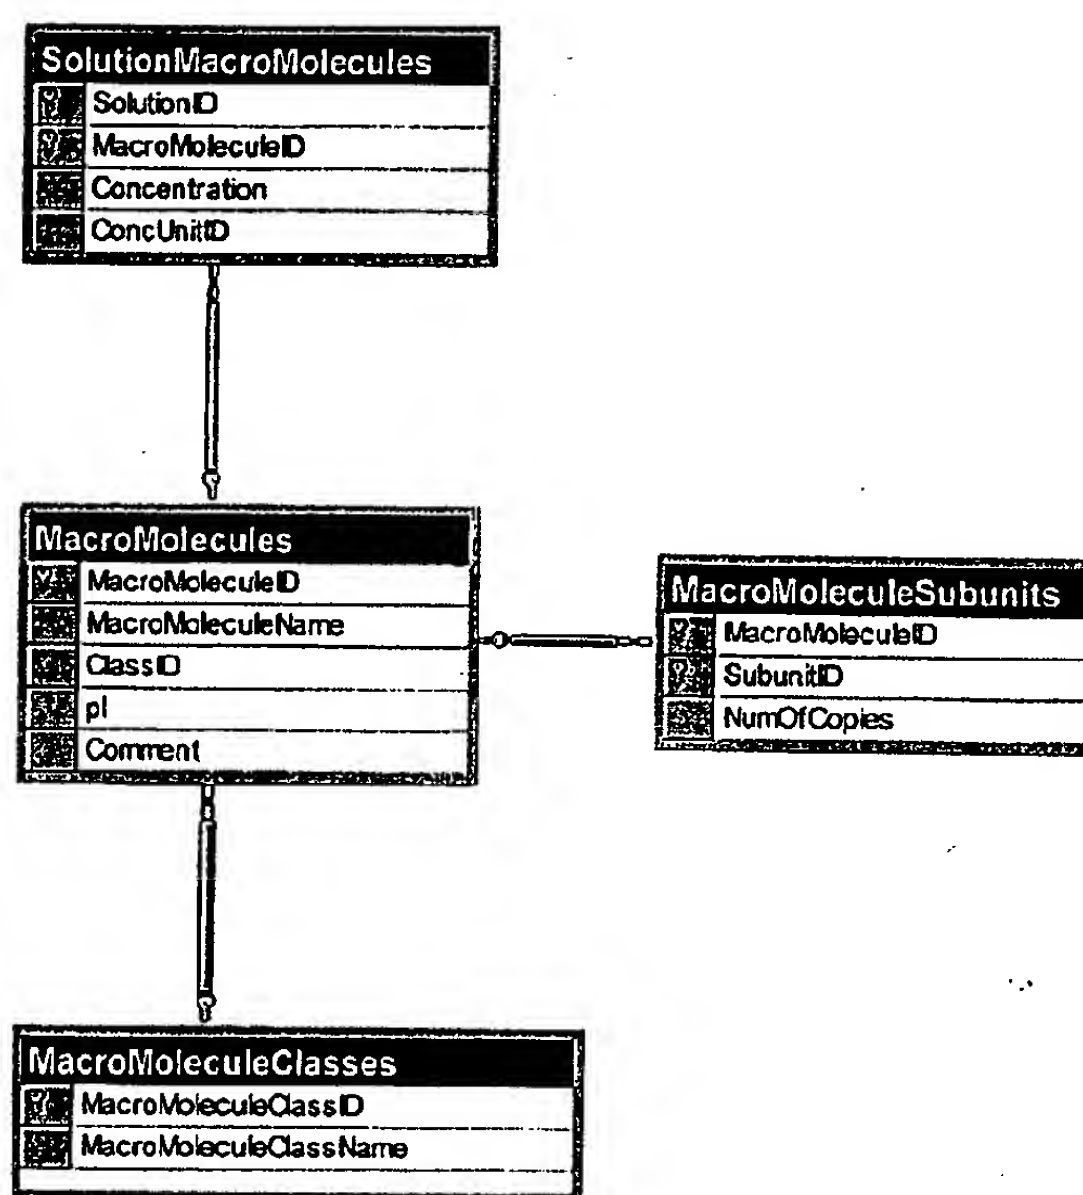 SolutionMacroMolecules
SolutionID
MacroMoleculeID
Concentration
ConcUnitID
MacroMolecules
MacroMoleculeID
MacroMoleculeName
ClassID
pI
Comment
MacroMoleculeSubunits
MacroMoleculeID
SubunitID
NumOfCopies
MacroMoleculeClasses
MacroMoleculeClassID
MacroMoleculeClassName